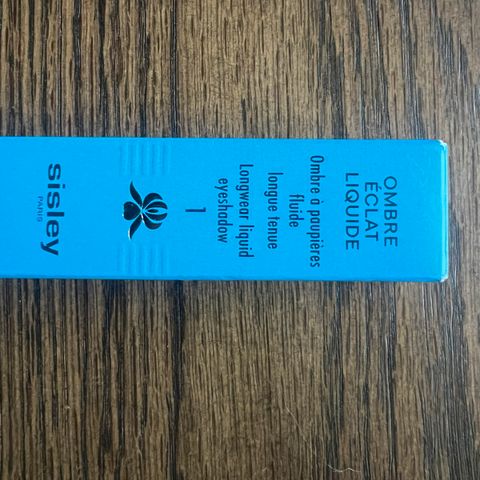 OMBRE
ÉCLAT
LIQUIDE
Ombre à paupières
fluide
longue tenue
Longwear liquid
eyeshadow
1
sisley
PARIS